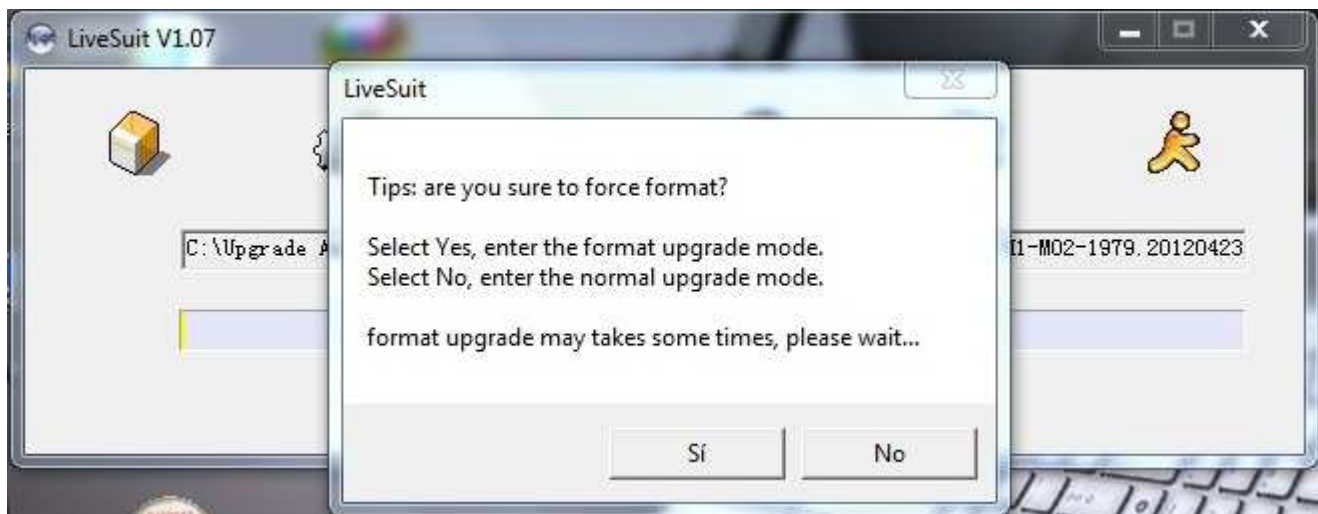 LiveSuit V1.07
LiveSuit
Tips: are you sure to force format?
C:\Upgrade
Select Yes, enter the format upgrade mode.
-M02-1979.20120423
Select No, enter the normal upgrade mode.
format upgrade may takes some times, please wait...
Sí
No